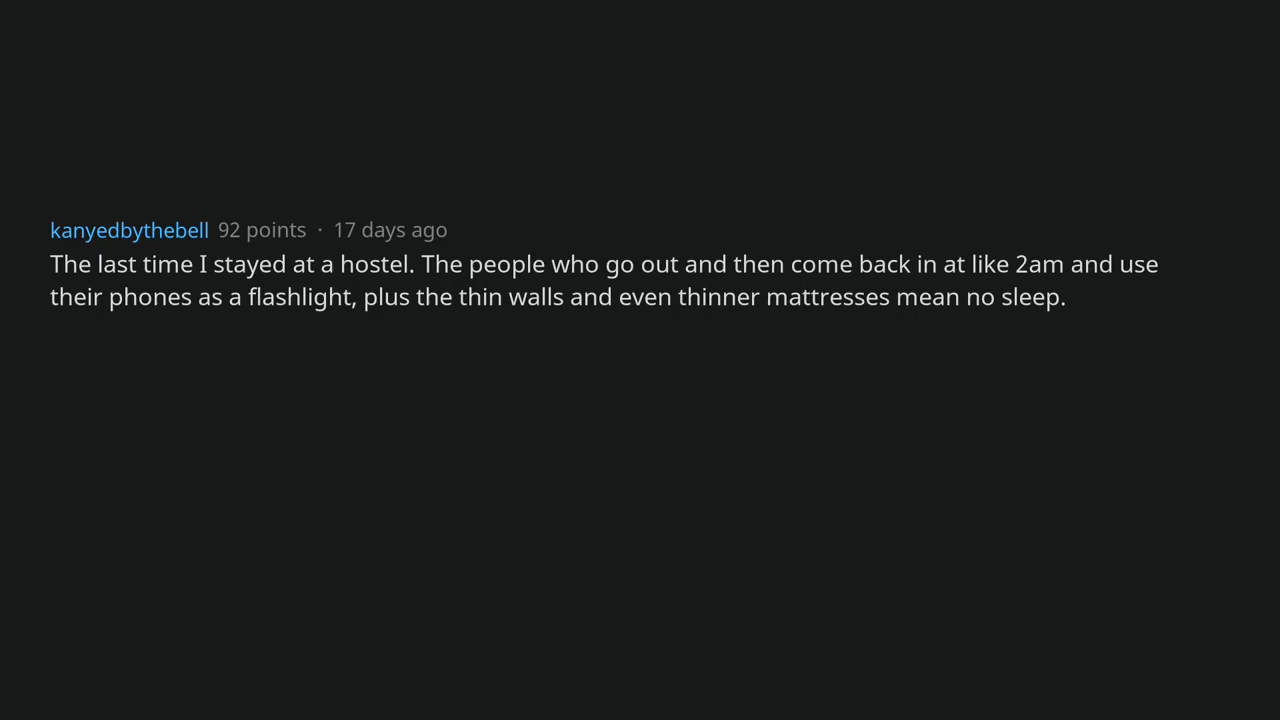 kanyedbythebell 92 points · 17 days ago
The last time I stayed at a hostel. The people who go out and then come back in at like 2am and use
their phones as a flashlight, plus the thin walls and even thinner mattresses mean no sleep.